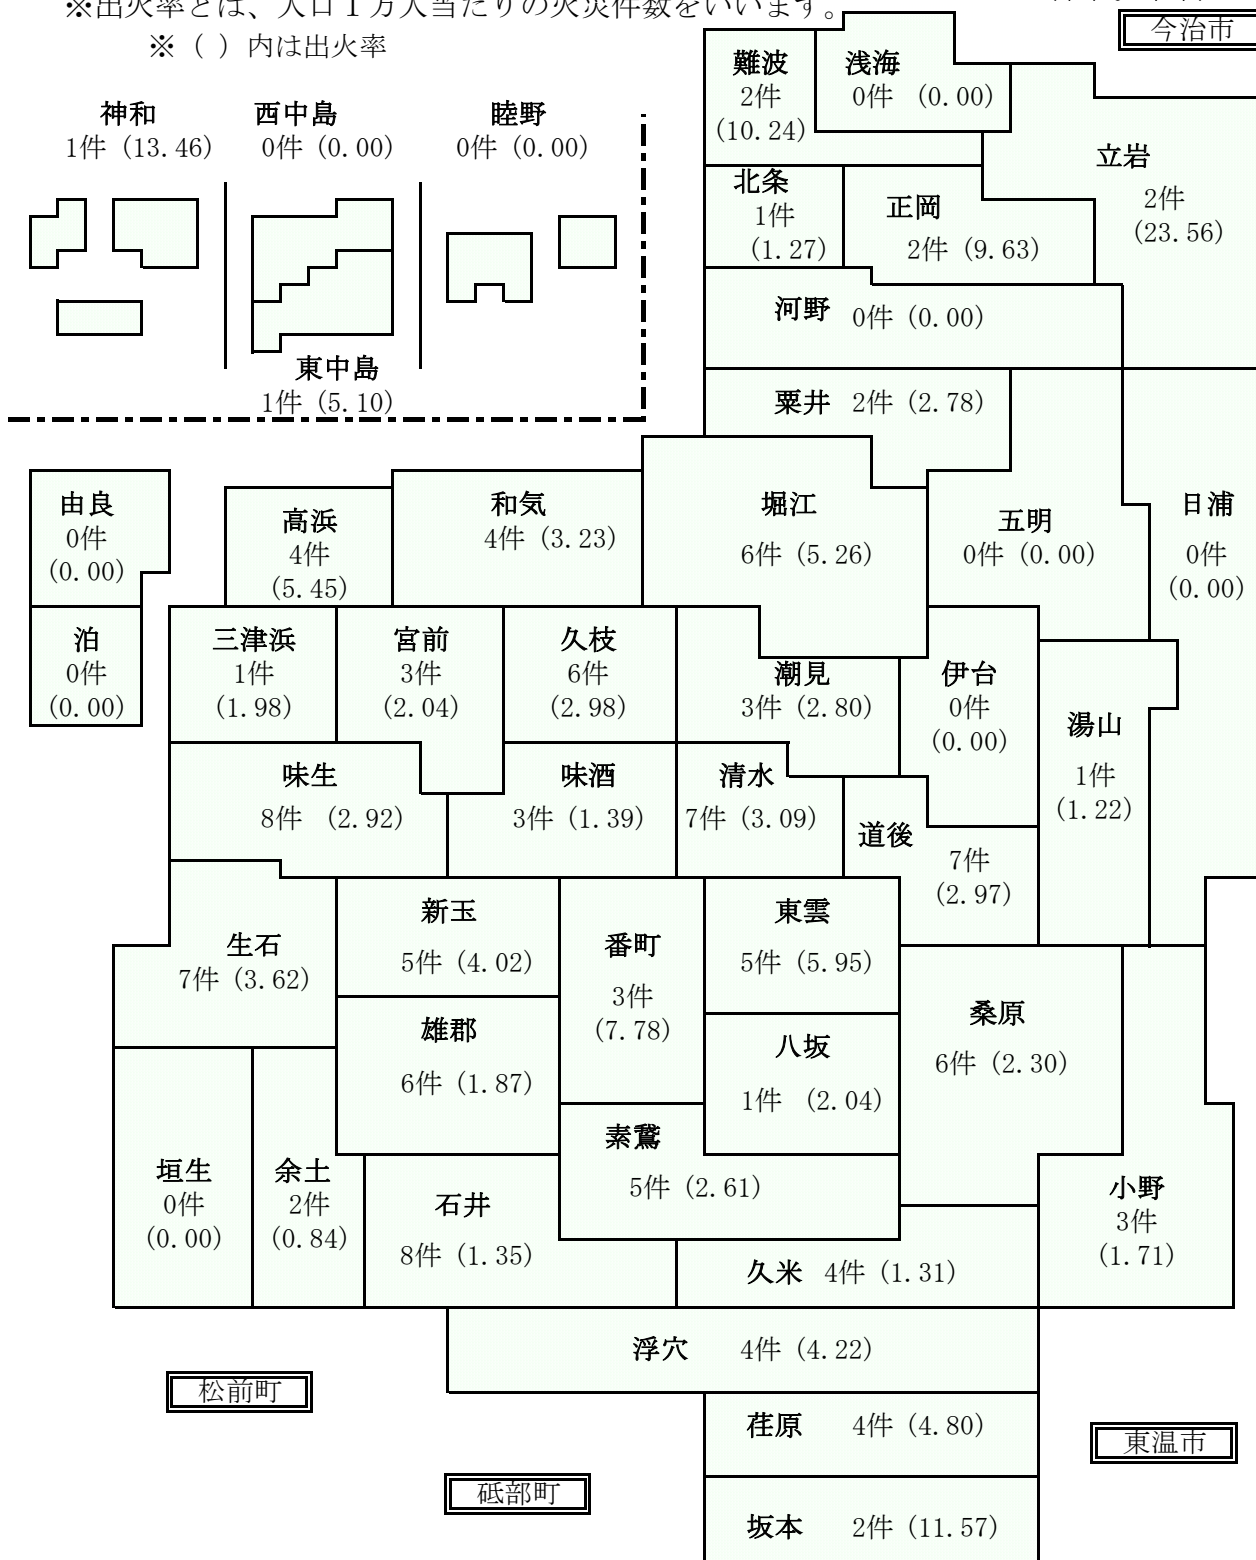 ※出火率とは、人口１万人当たりの火災件数をいいます。
※（ ）内は出火率
今治市
神和
1件 (13.46)
西中島
0件 (0.00)
睦野
0件 (0.00)
東中島
1件 (5.10)
難波
2件
(10.24)
浅海
0件 (0.00)
立岩
2件
(23.56)
北条
1件
(1.27)
正岡
2件 (9.63)
河野 0件 (0.00)
粟井 2件 (2.78)
由良
0件
(0.00)
高浜
4件
(5.45)
和気
4件 (3.23)
堀江
6件 (5.26)
五明
0件 (0.00)
日浦
0件
(0.00)
泊
0件
(0.00)
三津浜
1件
(1.98)
宮前
3件
(2.04)
久枝
6件
(2.98)
潮見
3件 (2.80)
伊台
0件
(0.00)
湯山
1件
(1.22)
味生
8件 (2.92)
味酒
3件 (1.39)
清水
7件 (3.09)
道後
7件
(2.97)
生石
7件 (3.62)
新玉
5件 (4.02)
番町
3件
(7.78)
東雲
5件 (5.95)
桑原
6件 (2.30)
雄郡
6件 (1.87)
八坂
1件 (2.04)
素鵞
5件 (2.61)
垣生
0件
(0.00)
余土
2件
(0.84)
石井
8件 (1.35)
小野
3件
(1.71)
久米 4件 (1.31)
浮穴 4件 (4.22)
松前町
荏原 4件 (4.80)
東温市
砥部町
坂本 2件 (11.57)